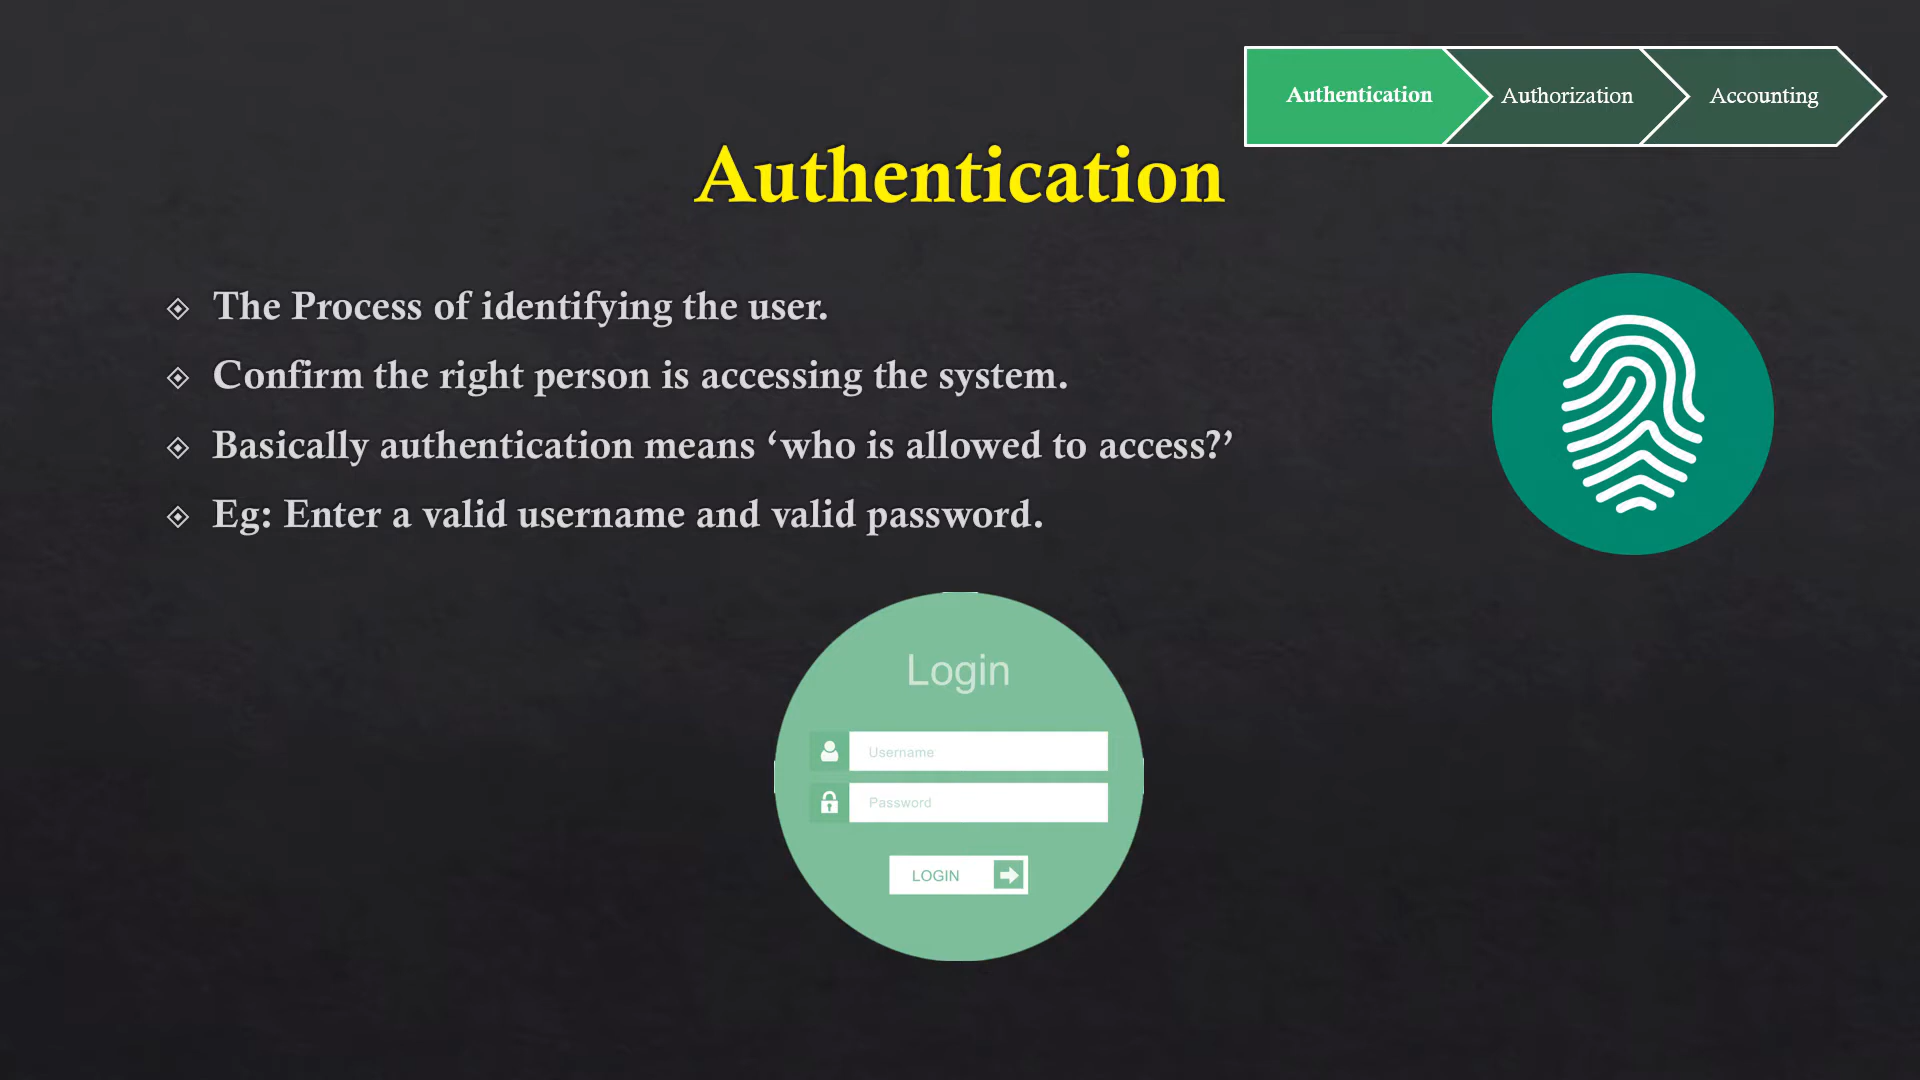 Authentication
Authorization
Accounting
Authentication
The Process of identifying the user.
Confirm the right person is accessing the system.
Basically authentication means ‘who is allowed to access?’
Eg: Enter a valid username and valid password.
Login
Username
Password
LOGIN